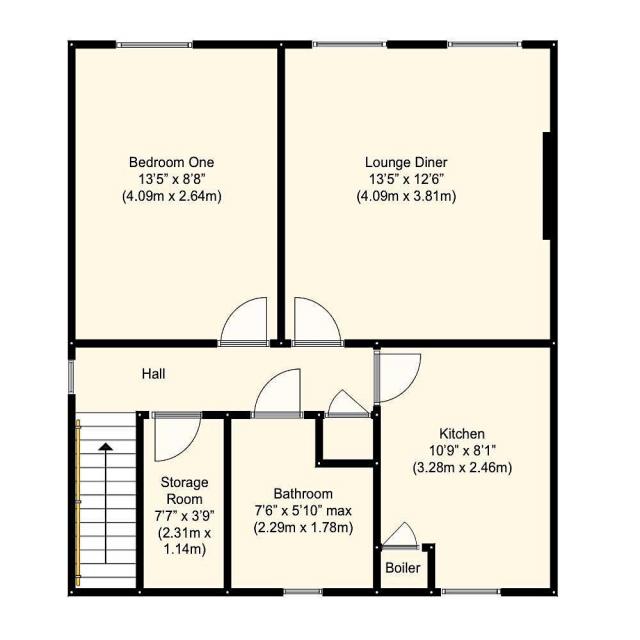 Bedroom One
13’5” x 8’8”
(4.09m x 2.64m)
Lounge Diner
13’5” x 12’6”
(4.09m x 3.81m)
Hall
Kitchen
10’9” x 8’1”
(3.28m x 2.46m)
Storage
Room
7’7” x 3’9”
(2.31m x
1.14m)
Bathroom
7’6” x 5’10” max
(2.29m x 1.78m)
Boiler